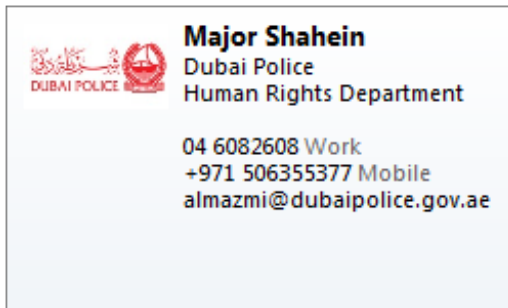 DUBAI POLICE
Major Shahein
Dubai Police
Human Rights Department
04 6082608 Work
+971 506355377 Mobile
almazmi@dubaipolice.gov.ae